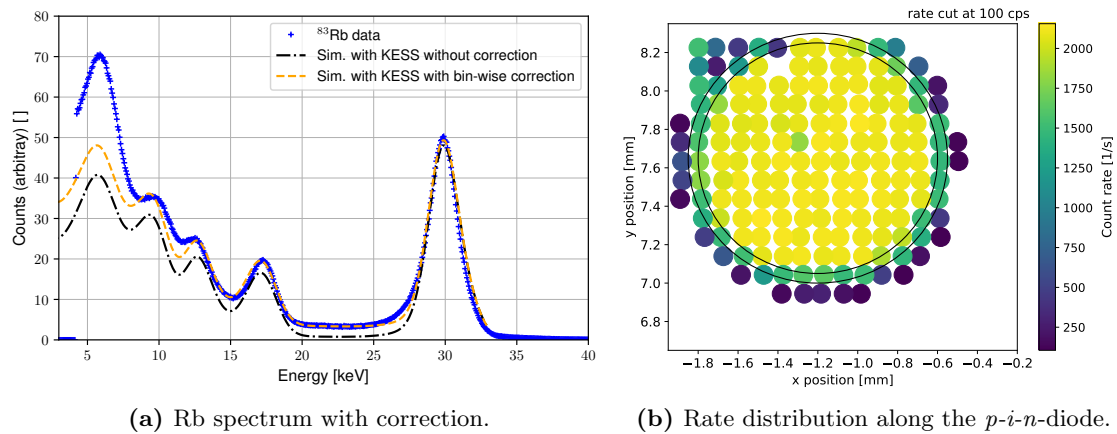 80
70
60
50
40
30
20
10
0
Counts (arbitray) []
⁸³Rb data
Sim. with KESS without correction
Sim. with KESS with bin-wise correction
5 10 15 20 25 30 35 40
Energy [keV]
(a) Rb spectrum with correction.
rate cut at 100 cps
8.2
8.0
7.8
7.6
7.4
7.2
7.0
6.8
y position [mm]
−1.8 −1.6 −1.4 −1.2 −1.0 −0.8 −0.6 −0.4 −0.2
x position [mm]
2000
1750
1500
1250
1000
750
500
250
Count rate [1/s]
(b) Rate distribution along the p-i-n-diode.